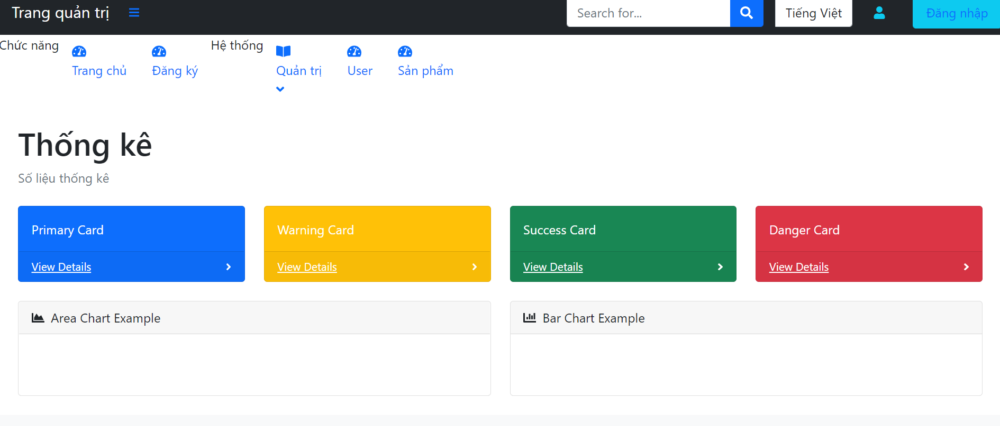 Trang quản trị
Search for...
Tiếng Việt
Đăng nhập
Chức năng
Trang chủ
Đăng ký
Hệ thống
Quản trị
User
Sản phẩm
Thống kê
Số liệu thống kê
Primary Card
View Details
Warning Card
View Details
Success Card
View Details
Danger Card
View Details
Area Chart Example
Bar Chart Example